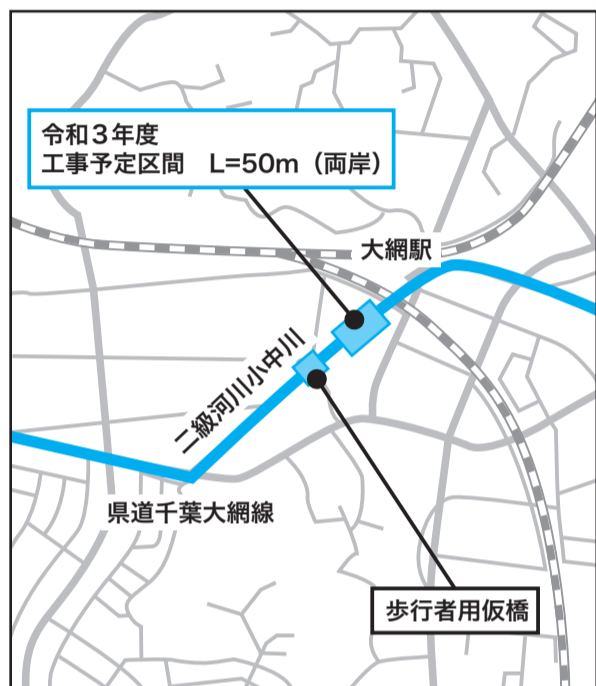 令和3年度
工事予定区間 L=50m（両岸）
大網駅
二級河川小中川
県道千葉大網線
歩行者用仮橋